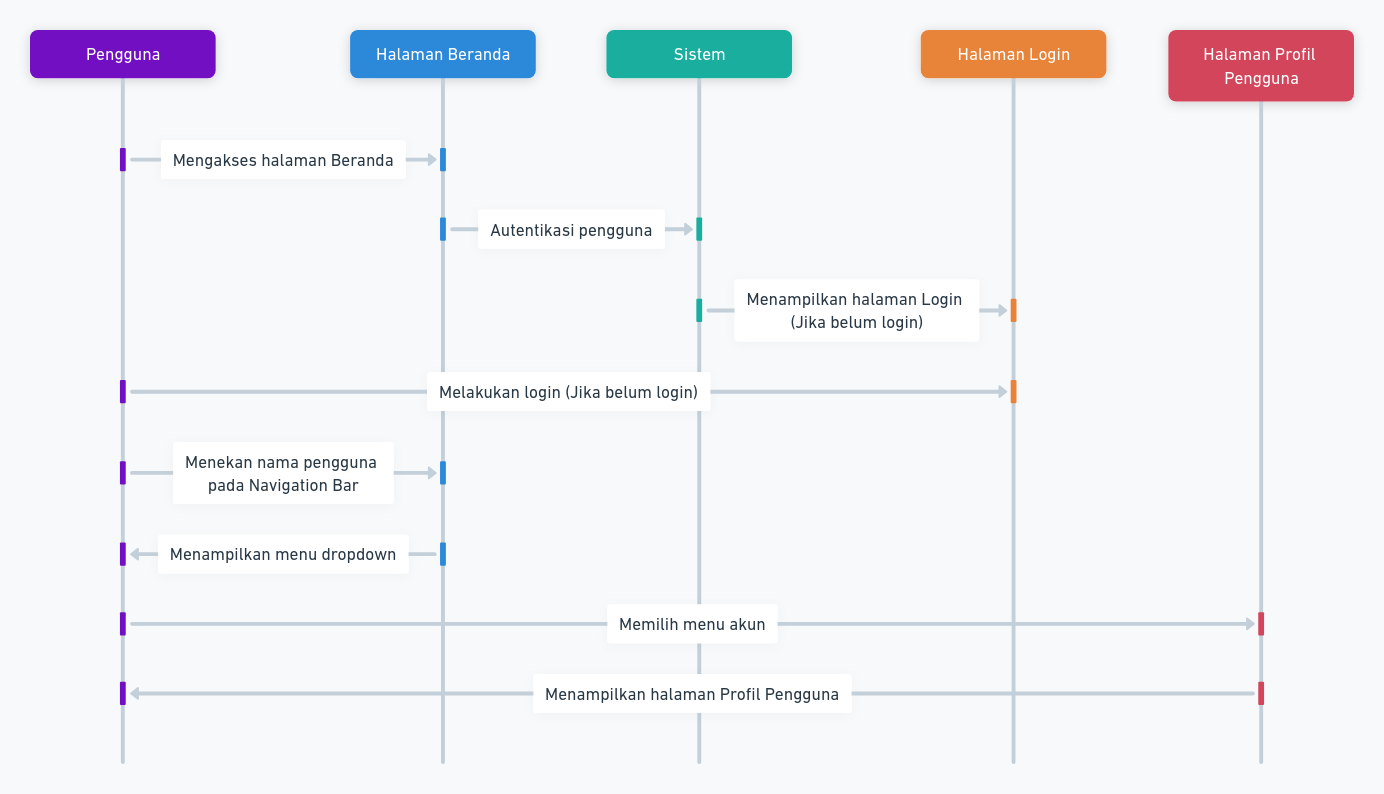 Pengguna
Halaman Beranda
Sistem
Halaman Login
Halaman Profil
Pengguna
Mengakses halaman Beranda
Autentikasi pengguna
Menampilkan halaman Login
(Jika belum login)
Melakukan login (Jika belum login)
Menekan nama pengguna
pada Navigation Bar
Menampilkan menu dropdown
Memilih menu akun
Menampilkan halaman Profil Pengguna